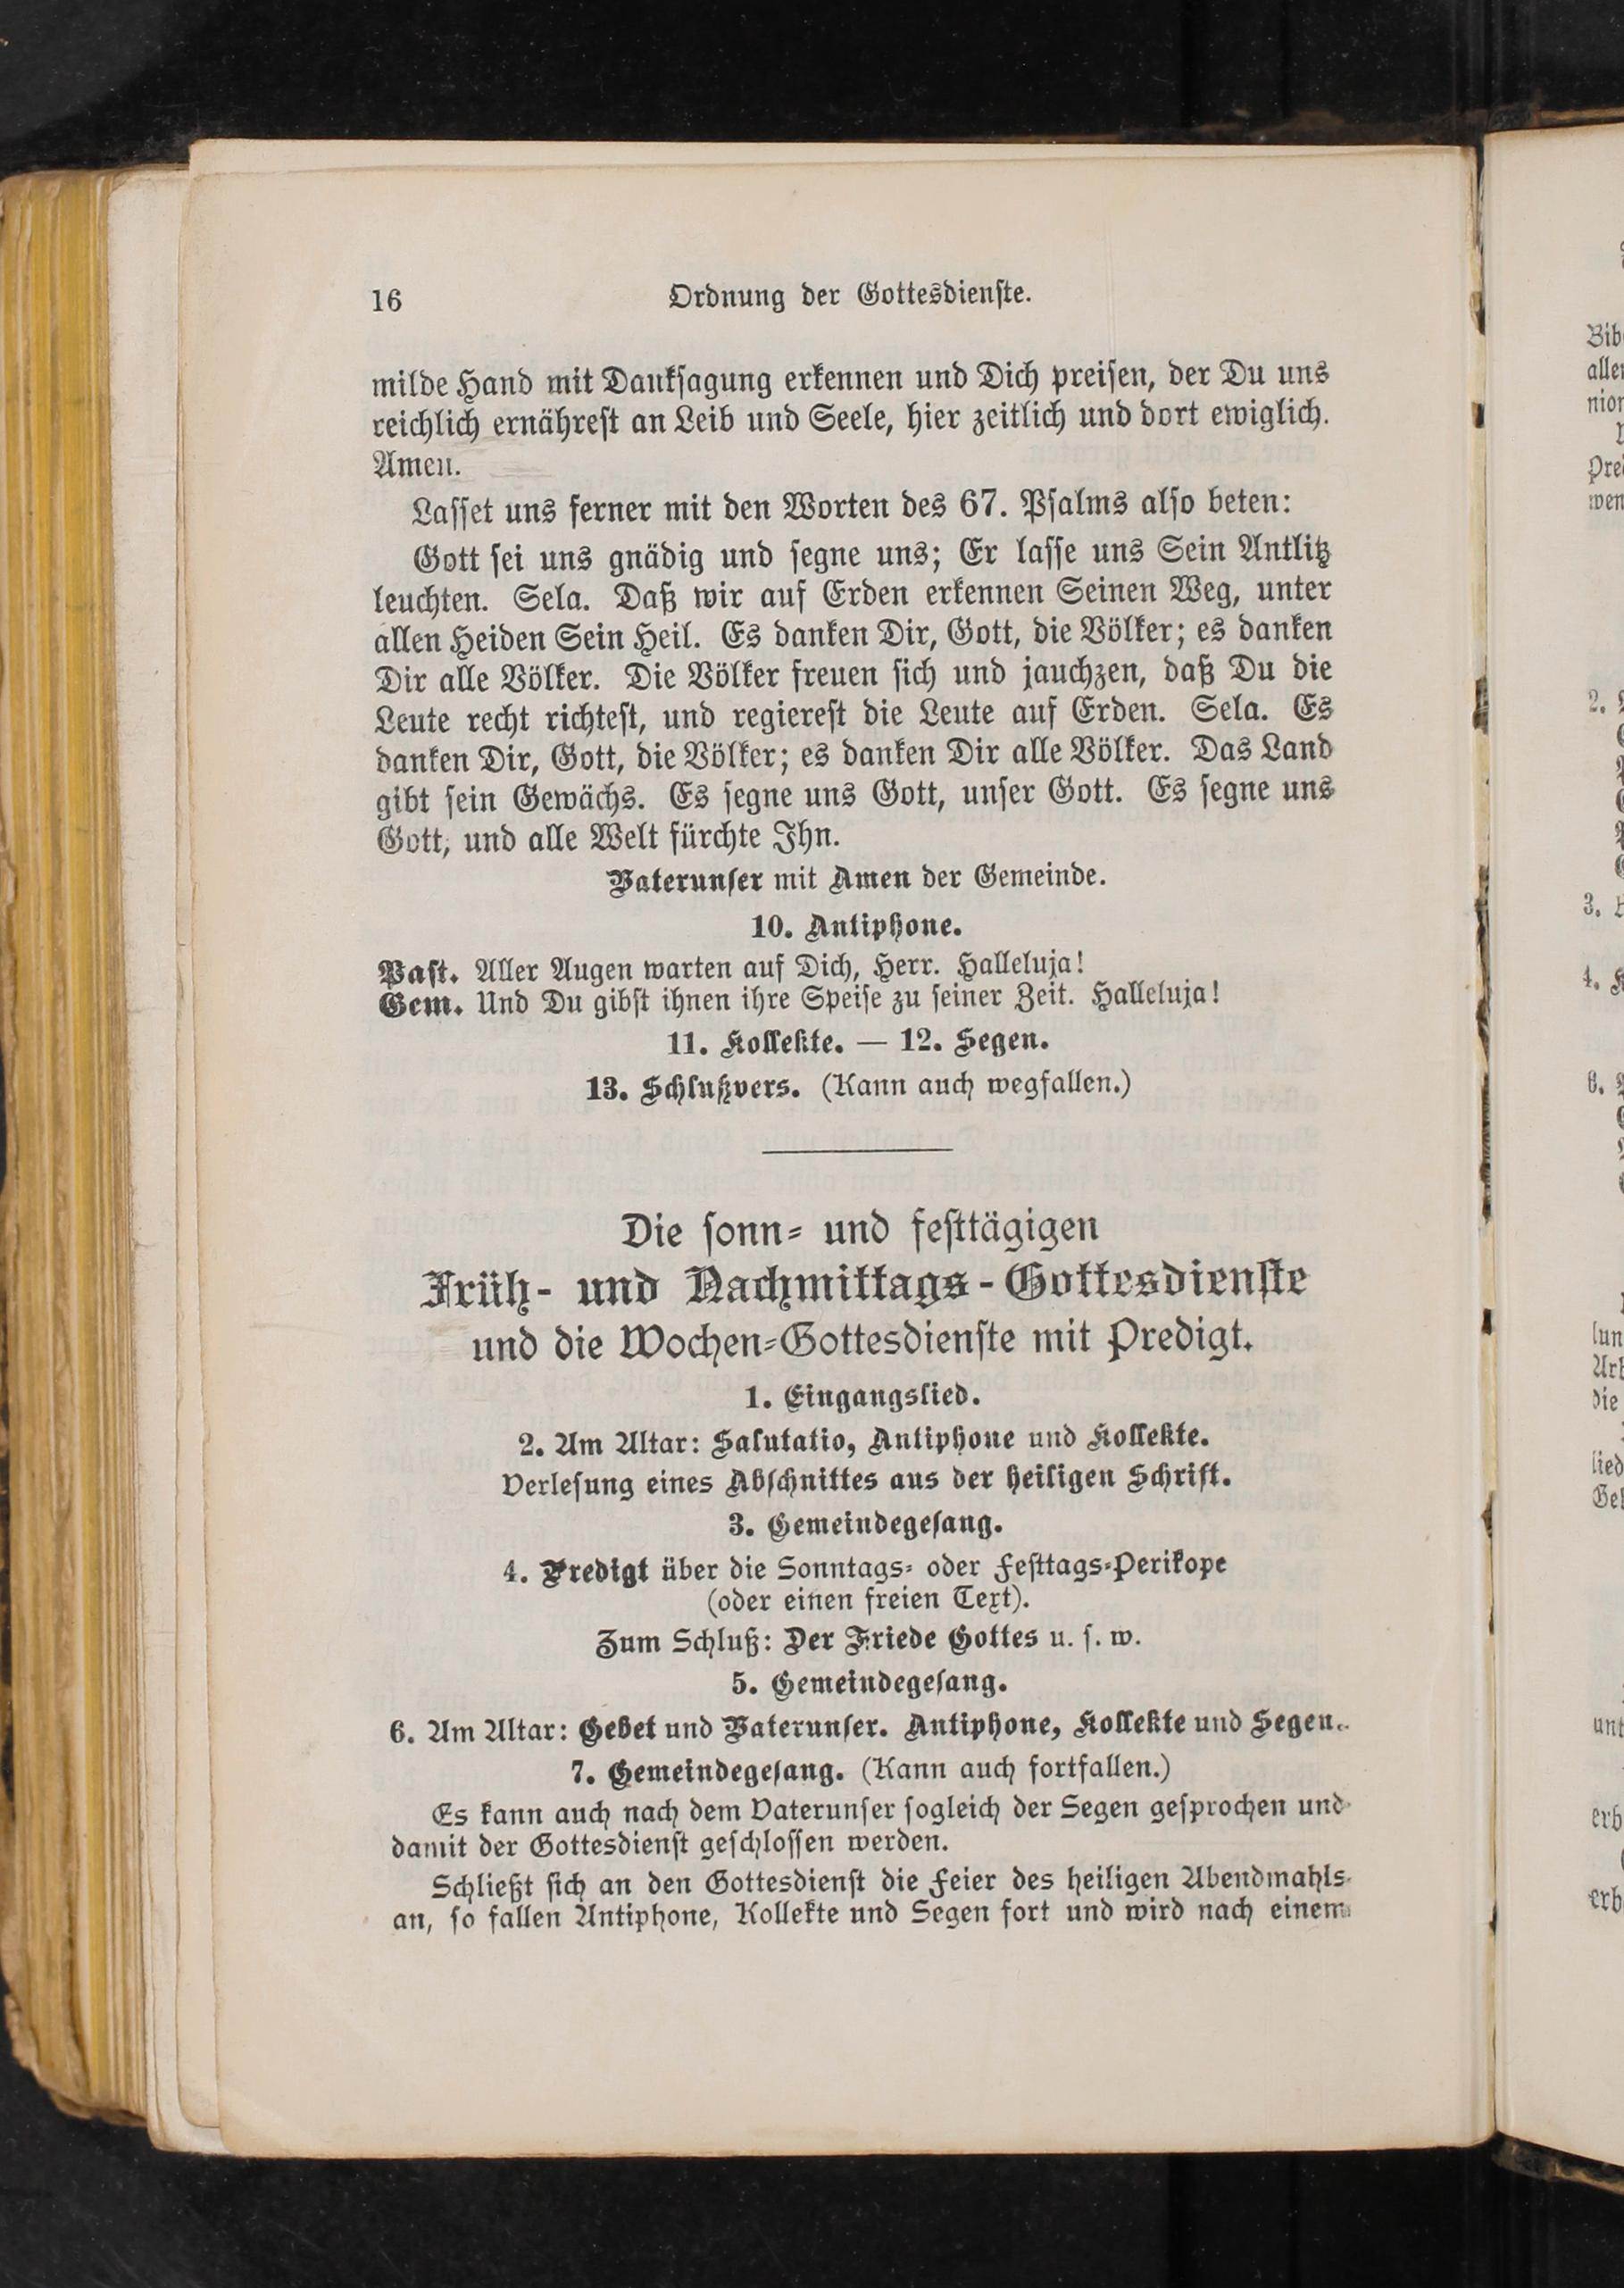 16 Ordnung der Gottesdienste.
milde Hand mit Dankſagung erkennen und Dich preiſen, der Du uns
reichlich ernähreſt an Leib und Seele, hier zeitlich und dort ewiglich.
Amen.
Laſſet uns ferner mit den Worten des 67. Pſalms alſo beten:
Gott ſei uns gnädig und ſegne uns; Er laſſe uns Sein Antlitz
leuchten. Sela. Daß wir auf Erden erkennen Seinen Weg, unter
allen Heiden Sein Heil. Es danken Dir, Gott, die Völker; es danken
Dir alle Völker. Die Völker freuen ſich und jauchzen, daß Du die
Leute recht richteſt, und regiereſt die Leute auf Erden. Sela. Es
danken Dir, Gott, die Völker; es danken Dir alle Völker. Das Land
gibt ſein Gewächs. Es ſegne uns Gott, unſer Gott. Es ſegne uns
Gott, und alle Welt fürchte Ihn.
Vaterunſer mit Amen der Gemeinde.
10. Antiphone.
Paſt. Aller Augen warten auf Dich, Herr. Halleluja!
Gem. Und Du gibſt ihnen ihre Speiſe zu ſeiner Zeit. Halleluja!
11. Kollekte. — 12. Segen.
13. Schlußvers. (Kann auch wegfallen.)
Die ſonn- und feſttägigen
Früh- und Nachmittags-Gottesdienſte
und die Wochen-Gottesdienſte mit Predigt.
1. Eingangslied.
2. Am Altar: Salutatio, Antiphone und Kollekte.
Verleſung eines Abſchnittes aus der heiligen Schrift.
3. Gemeindegeſang.
4. Predigt über die Sonntags- oder Feſttags-Perikope
(oder einen freien Text).
Zum Schluß: Der Friede Gottes u. ſ. w.
5. Gemeindegeſang.
6. Am Altar: Gebet und Vaterunſer. Antiphone, Kollekte und Segen.
7. Gemeindegeſang. (Kann auch fortfallen.)
Es kann auch nach dem Vaterunſer ſogleich der Segen geſprochen und
damit der Gottesdienſt geſchloſſen werden.
Schließt ſich an den Gottesdienſt die Feier des heiligen Abendmahls
an, ſo fallen Antiphone, Kollekte und Segen fort und wird nach einem